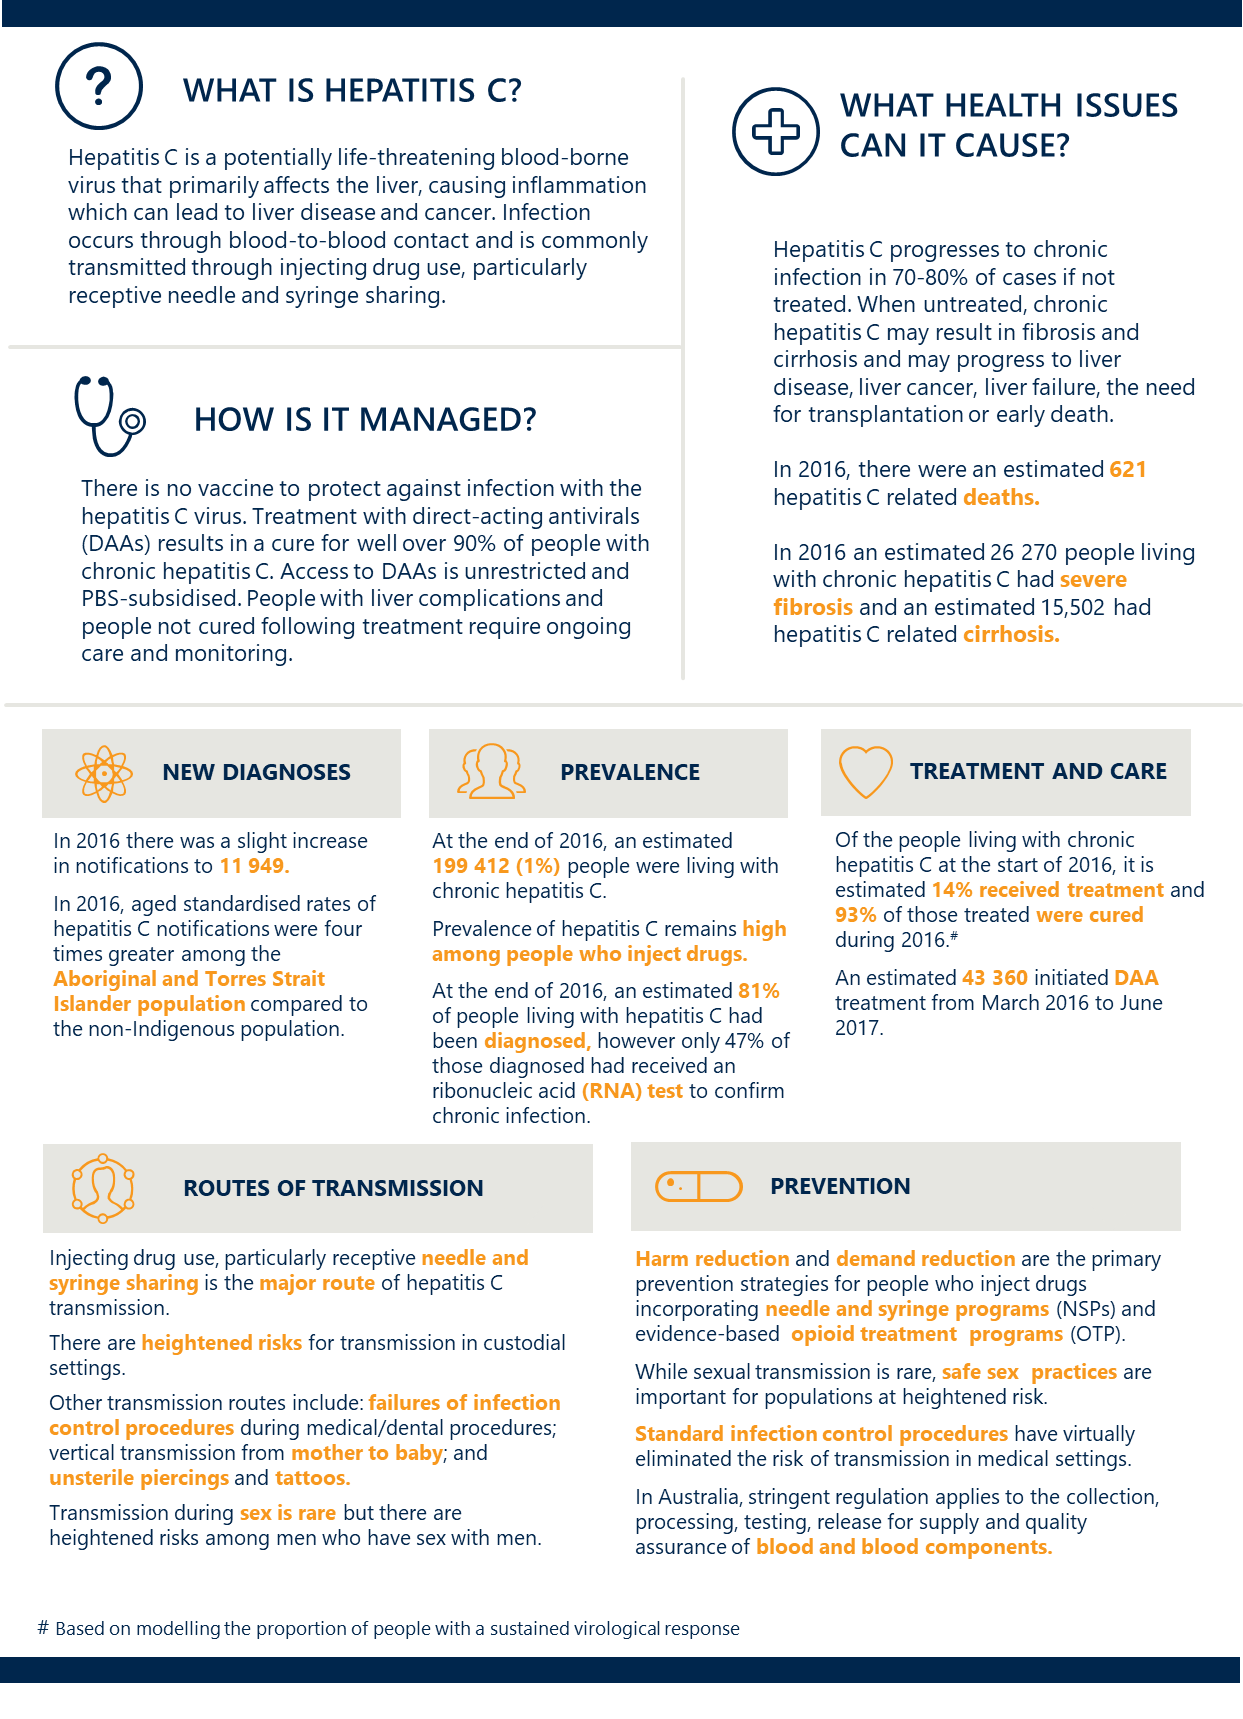 ?
WHAT IS HEPATITIS C?
Hepatitis C is a potentially life-threatening blood-borne
virus that primarily affects the liver, causing inflammation
which can lead to liver disease and cancer. Infection
occurs through blood-to-blood contact and is commonly
transmitted through injecting drug use, particularly
receptive needle and syringe sharing.
HOW IS IT MANAGED?
There is no vaccine to protect against infection with the
hepatitis C virus. Treatment with direct-acting antivirals
(DAAs) results in a cure for well over 90% of people with
chronic hepatitis C. Access to DAAs is unrestricted and
PBS-subsidised. People with liver complications and
people not cured following treatment require ongoing
care and monitoring.
WHAT HEALTH ISSUES
CAN IT CAUSE?
Hepatitis C progresses to chronic
infection in 70-80% of cases if not
treated. When untreated, chronic
hepatitis C may result in fibrosis and
cirrhosis and may progress to liver
disease, liver cancer, liver failure, the need
for transplantation or early death.
In 2016, there were an estimated 621
hepatitis C related deaths.
In 2016 an estimated 26 270 people living
with chronic hepatitis C had severe
fibrosis and an estimated 15,502 had
hepatitis C related cirrhosis.
NEW DIAGNOSES
In 2016 there was a slight increase
in notifications to 11 949.
In 2016, aged standardised rates of
hepatitis C notifications were four
times greater among the
Aboriginal and Torres Strait
Islander population compared to
the non-Indigenous population.
PREVALENCE
At the end of 2016, an estimated
199 412 (1%) people were living with
chronic hepatitis C.
Prevalence of hepatitis C remains high
among people who inject drugs.
At the end of 2016, an estimated 81%
of people living with hepatitis C had
been diagnosed, however only 47% of
those diagnosed had received an
ribonucleic acid (RNA) test to confirm
chronic infection.
TREATMENT AND CARE
Of the people living with chronic
hepatitis C at the start of 2016, it is
estimated 14% received treatment and
93% of those treated were cured
during 2016.#
An estimated 43 360 initiated DAA
treatment from March 2016 to June
2017.
ROUTES OF TRANSMISSION
Injecting drug use, particularly receptive needle and
syringe sharing is the major route of hepatitis C
transmission.
There are heightened risks for transmission in custodial
settings.
Other transmission routes include: failures of infection
control procedures during medical/dental procedures;
vertical transmission from mother to baby; and
unsterile piercings and tattoos.
Transmission during sex is rare but there are
heightened risks among men who have sex with men.
PREVENTION
Harm reduction and demand reduction are the primary
prevention strategies for people who inject drugs
incorporating needle and syringe programs (NSPs) and
evidence-based opioid treatment programs (OTP).
While sexual transmission is rare, safe sex practices are
important for populations at heightened risk.
Standard infection control procedures have virtually
eliminated the risk of transmission in medical settings.
In Australia, stringent regulation applies to the collection,
processing, testing, release for supply and quality
assurance of blood and blood components.
# Based on modelling the proportion of people with a sustained virological response